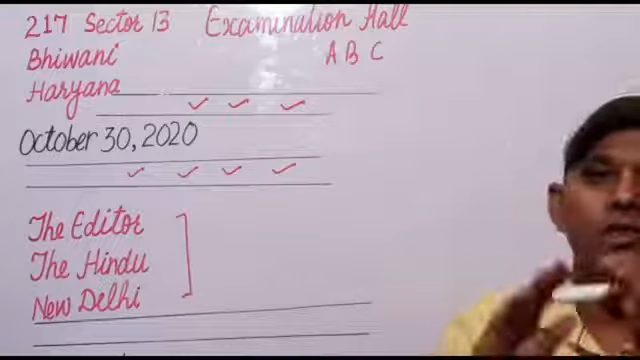 217 Sector 13
Bhiwani
Haryana
Examination Hall
A B C
October 30, 2020
The Editor
The Hindu
New Delhi